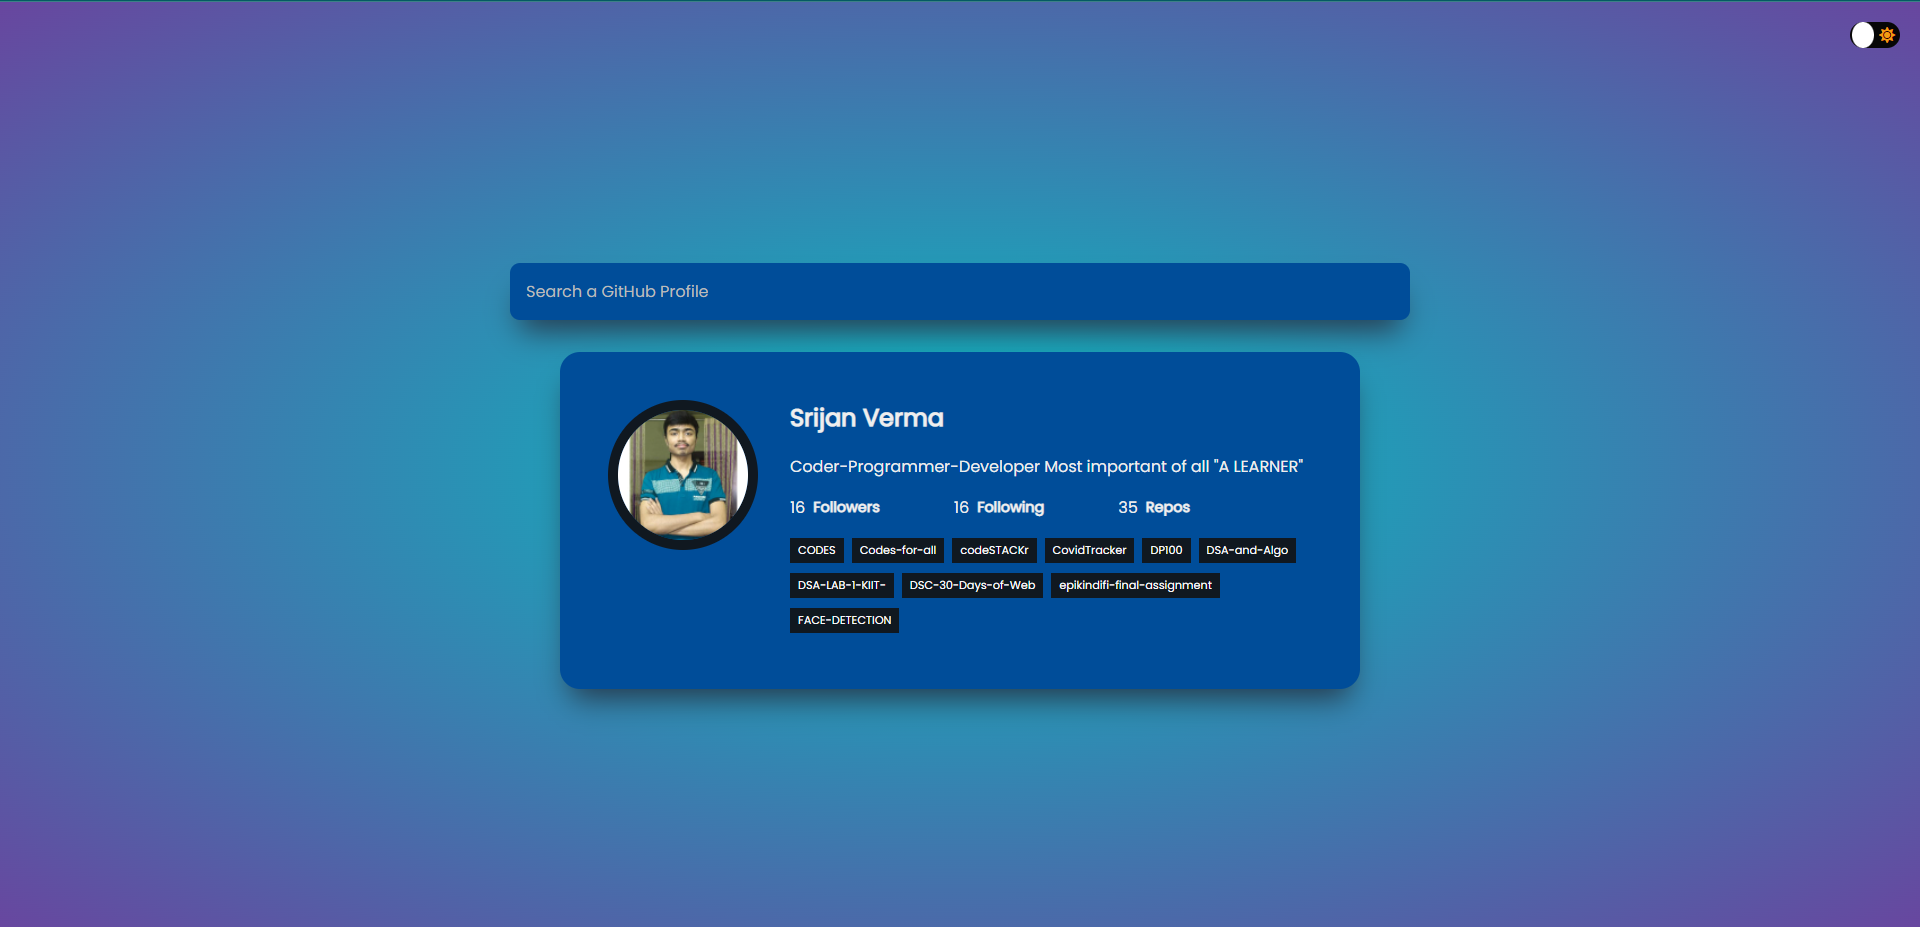 Search a GitHub Profile
Srijan Verma
Coder-Programmer-Developer Most important of all "A LEARNER"
16 Followers 16 Following 35 Repos
CODES Codes-for-all codeSTACKr CovidTracker DP100 DSA-and-Algo
DSA-LAB-1-KIIT- DSC-30-Days-of-Web epikindifi-final-assignment
FACE-DETECTION